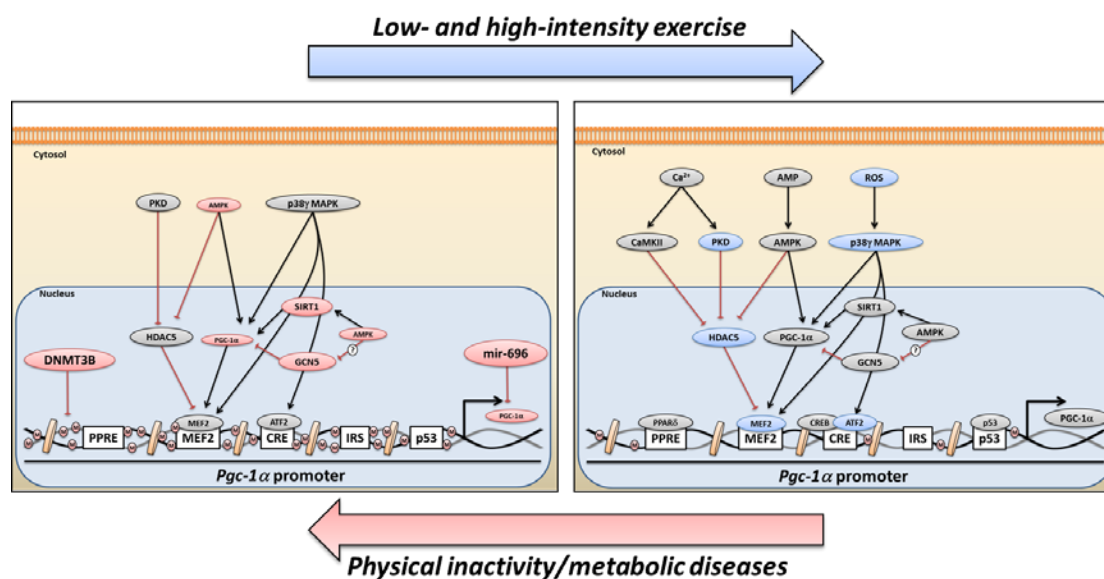 Low- and high-intensity exercise
Cytosol
PKD
AMPK
p38γ MAPK
Nucleus
SIRT1
HDAC5
PGC-1α
AMPK
?
GCN5
DNMT3B
mir-696
PGC-1α
MEF2
ATF2
M M M M M M M M M M M M M M M M
PPRE
MEF2
CRE
IRS
p53
Pgc-1α promoter
Cytosol
Ca²⁺
AMP
ROS
CaMKII
PKD
AMPK
p38γ MAPK
Nucleus
SIRT1
HDAC5
PGC-1α
AMPK
?
GCN5
PPARδ
MEF2
CREB
ATF2
p53
PGC-1α
M M M M M
PPRE
MEF2
CRE
IRS
p53
Pgc-1α promoter
Physical inactivity/metabolic diseases